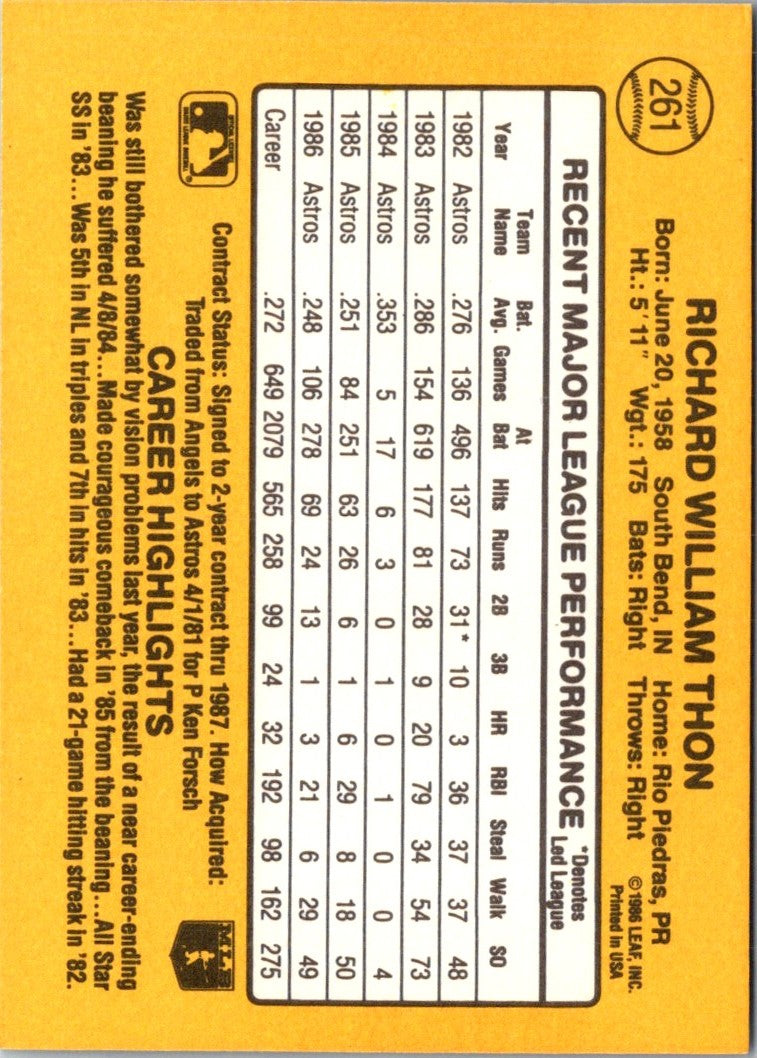 261
RICHARD WILLIAM THON
Born: June 20, 1958 South Bend, IN Home: Rio Piedras, PR
Ht.: 5'11" Wgt.: 175 Bats: Right Throws: Right
©1986 LEAF, INC.
Printed in USA
RECENT MAJOR LEAGUE PERFORMANCE *Denotes Led League
Year Team Name Bat. Avg. Games At Bat Hits Runs 2B 3B HR RBI Steal Walk SO
1982 Astros .276 136 496 137 73 31 * 10 3 36 37 37 48
1983 Astros .286 154 619 177 81 28 9 20 79 34 54 73
1984 Astros .353 5 17 6 3 0 1 0 1 0 0 4
1985 Astros .251 84 251 63 26 6 1 6 29 8 18 50
1986 Astros .248 106 278 69 24 13 1 3 21 6 29 49
Career .272 649 2079 565 258 99 24 32 192 98 162 275
Contract Status: Signed to 2-year contract thru 1987. How Acquired:
Traded from Angels to Astros 4/1/81 for P Ken Forsch
CAREER HIGHLIGHTS
Was still bothered somewhat by vision problems last year, the result of a near career-ending
beaning he suffered 4/8/84...Made courageous comeback in '85 from the beaning...All Star
SS in '83...Was 5th in NL in triples and 7th in hits in '83...Had a 21-game hitting streak in '82.